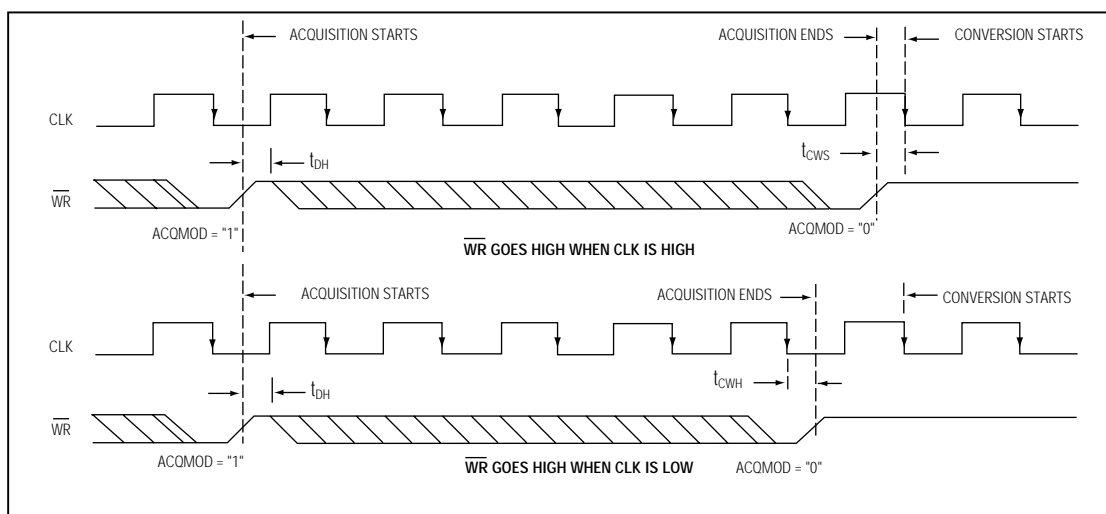 ACQUISITION STARTS
ACQUISITION ENDS
CONVERSION STARTS
CLK
tCWS
tDH
WR
ACQMOD = "1"
ACQMOD = "0"
WR GOES HIGH WHEN CLK IS HIGH
ACQUISITION STARTS
ACQUISITION ENDS
CONVERSION STARTS
CLK
tCWH
tDH
WR
ACQMOD = "1"
WR GOES HIGH WHEN CLK IS LOW
ACQMOD = "0"